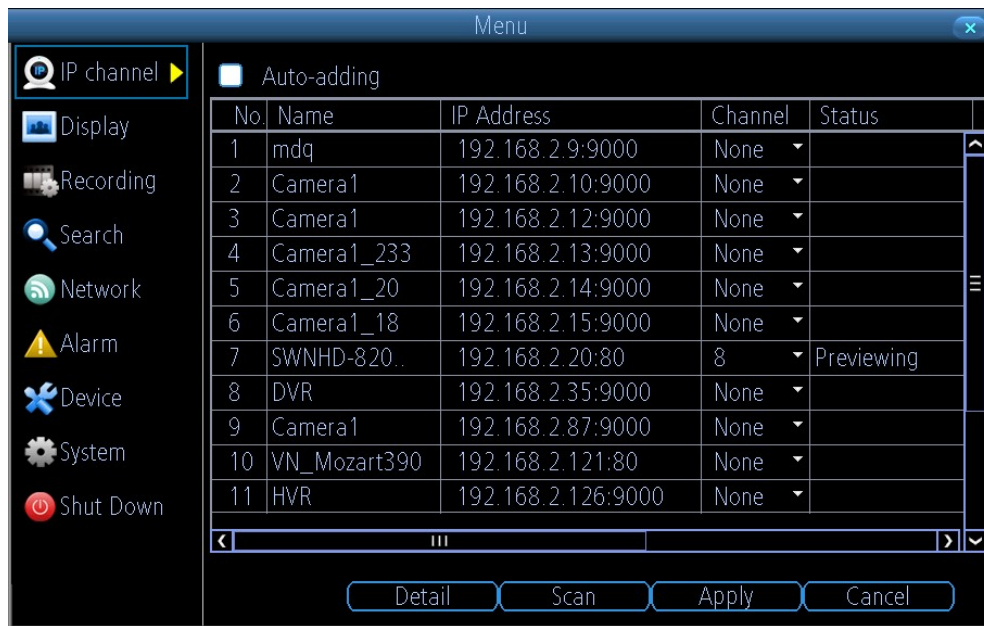 Menu
IP channel
Display
Recording
Search
Network
Alarm
Device
System
Shut Down
Auto-adding
No. Name IP Address Channel Status
1 mdq 192.168.2.9:9000 None
2 Camera1 192.168.2.10:9000 None
3 Camera1 192.168.2.12:9000 None
4 Camera1_233 192.168.2.13:9000 None
5 Camera1_20 192.168.2.14:9000 None
6 Camera1_18 192.168.2.15:9000 None
7 SWNHD-820.. 192.168.2.20:80 8 Previewing
8 DVR 192.168.2.35:9000 None
9 Camera1 192.168.2.87:9000 None
10 VN_Mozart390 192.168.2.121:80 None
11 HVR 192.168.2.126:9000 None
Detail Scan Apply Cancel